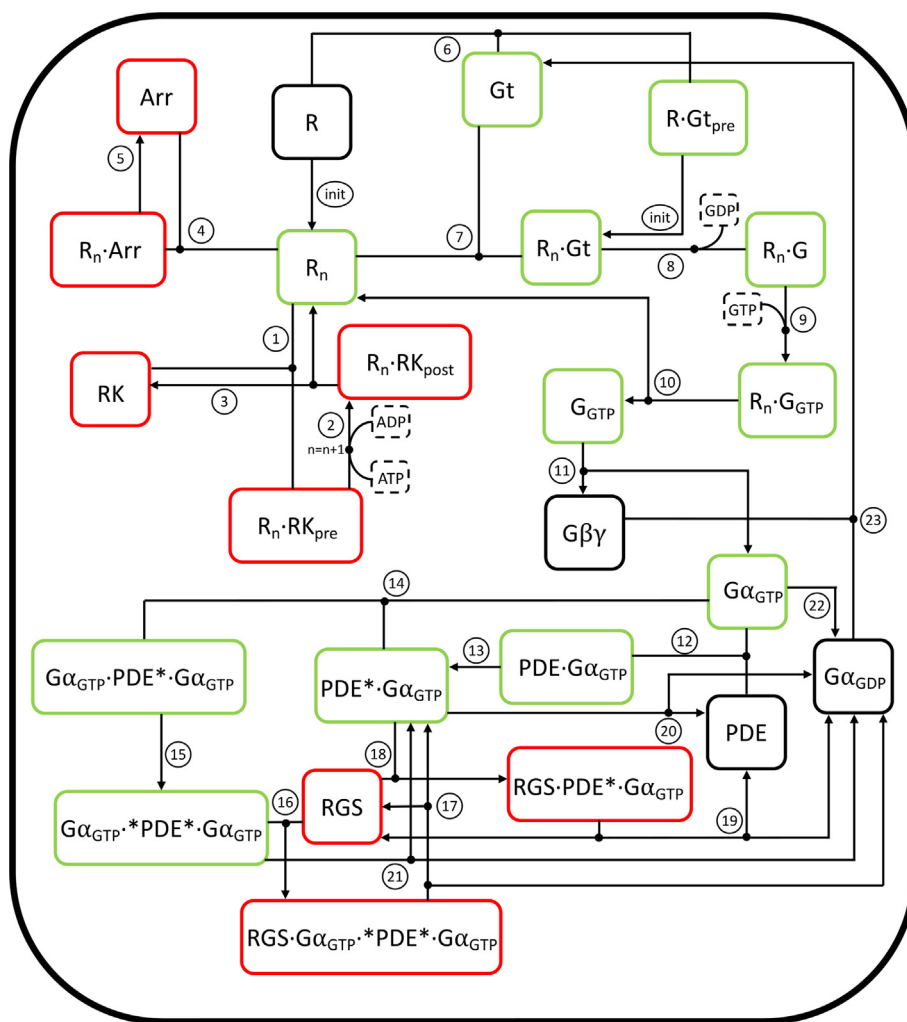 6
Arr
Gt
R
R·Gtpre
5
init
init
GDP
4
7
Rn·Arr
Rn
Rn·Gt
8
Rn·G
9
GTP
1
Rn·RKpost
RK
3
10
GGTP
Rn·GGTP
2
ADP
n=n+1
ATP
11
Rn·RKpre
Gβγ
23
14
GαGTP
22
13
12
GαGTP·PDE*·GαGTP
PDE*·GαGTP
PDE·GαGTP
GαGDP
20
PDE
15
18
16
RGS
17
RGS·PDE*·GαGTP
19
GαGTP·*PDE*·GαGTP
21
RGS·GαGTP·*PDE*·GαGTP